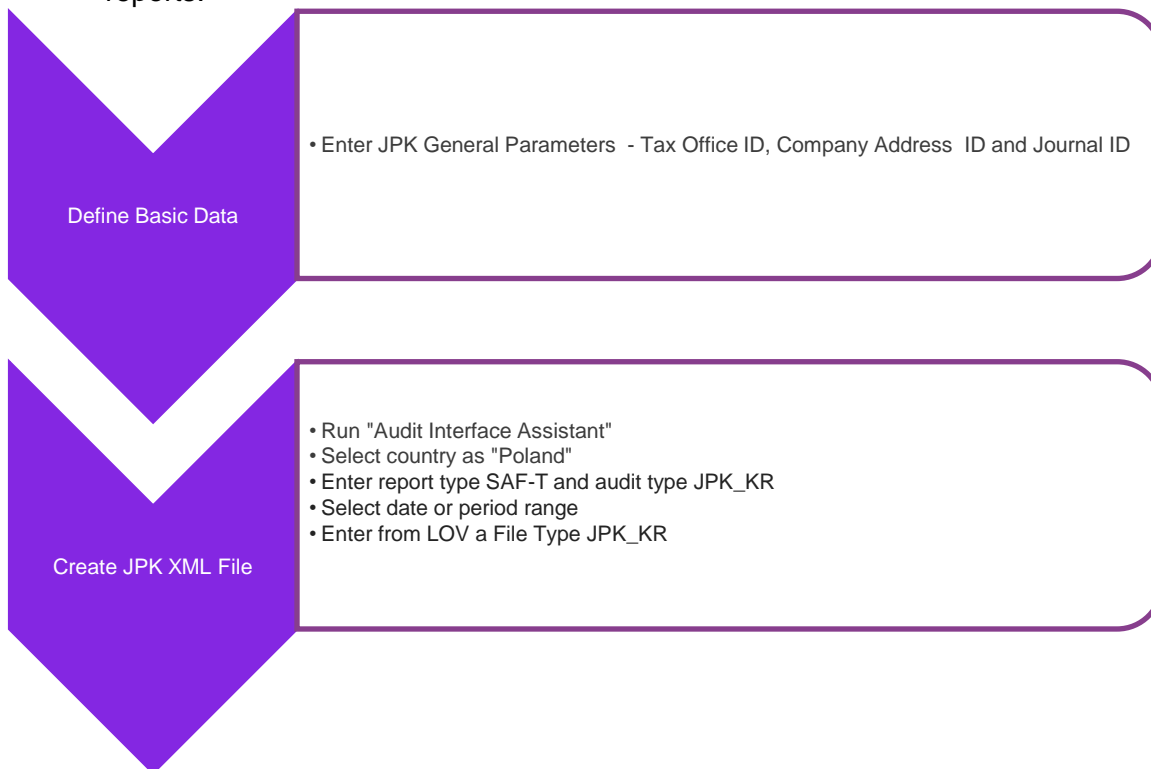 reports.
Define Basic Data
• Enter JPK General Parameters - Tax Office ID, Company Address ID and Journal ID
Create JPK XML File
• Run "Audit Interface Assistant"
• Select country as "Poland"
• Enter report type SAF-T and audit type JPK_KR
• Select date or period range
• Enter from LOV a File Type JPK_KR